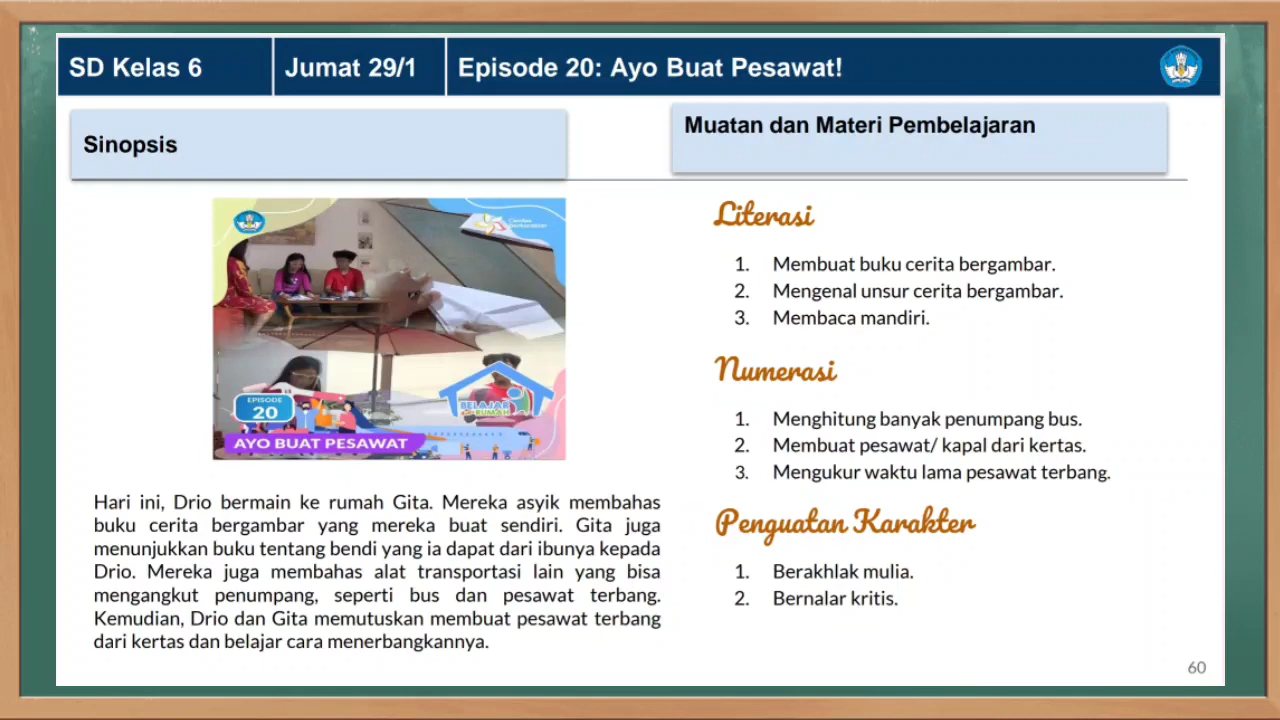 SD Kelas 6
Jumat 29/1
Episode 20: Ayo Buat Pesawat!
Sinopsis
EPISODE
20
BELAJAR
RUMAH
AYO BUAT PESAWAT
Hari ini, Drio bermain ke rumah Gita. Mereka asyik membahas
buku cerita bergambar yang mereka buat sendiri. Gita juga
menunjukkan buku tentang bendi yang ia dapat dari ibunya kepada
Drio. Mereka juga membahas alat transportasi lain yang bisa
mengangkut penumpang, seperti bus dan pesawat terbang.
Kemudian, Drio dan Gita memutuskan membuat pesawat terbang
dari kertas dan belajar cara menerbangkannya.
Muatan dan Materi Pembelajaran
Literasi
1. Membuat buku cerita bergambar.
2. Mengenal unsur cerita bergambar.
3. Membaca mandiri.
Numerasi
1. Menghitung banyak penumpang bus.
2. Membuat pesawat/ kapal dari kertas.
3. Mengukur waktu lama pesawat terbang.
Penguatan Karakter
1. Berakhlak mulia.
2. Bernalar kritis.
60